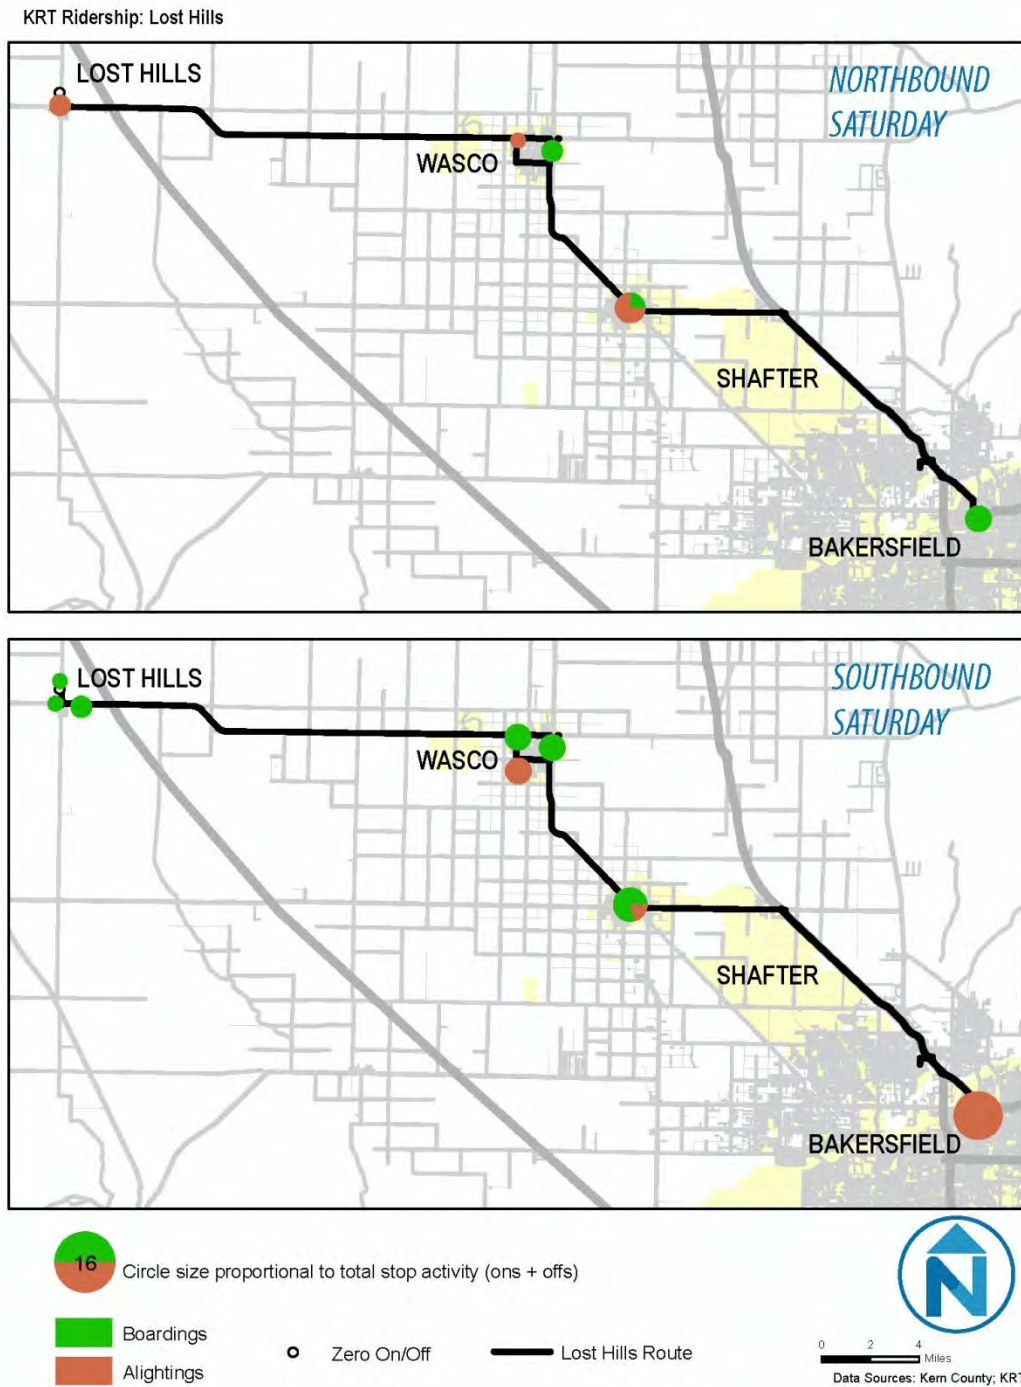 KRT Ridership: Lost Hills
LOST HILLS
NORTHBOUND
SATURDAY
WASCO
SHAFTER
BAKERSFIELD
LOST HILLS
SOUTHBOUND
SATURDAY
WASCO
SHAFTER
BAKERSFIELD
16
Circle size proportional to total stop activity (ons + offs)
N
Boardings
Alightings
Zero On/Off
Lost Hills Route
0 2 4
Miles
Data Sources: Kern County; KRT